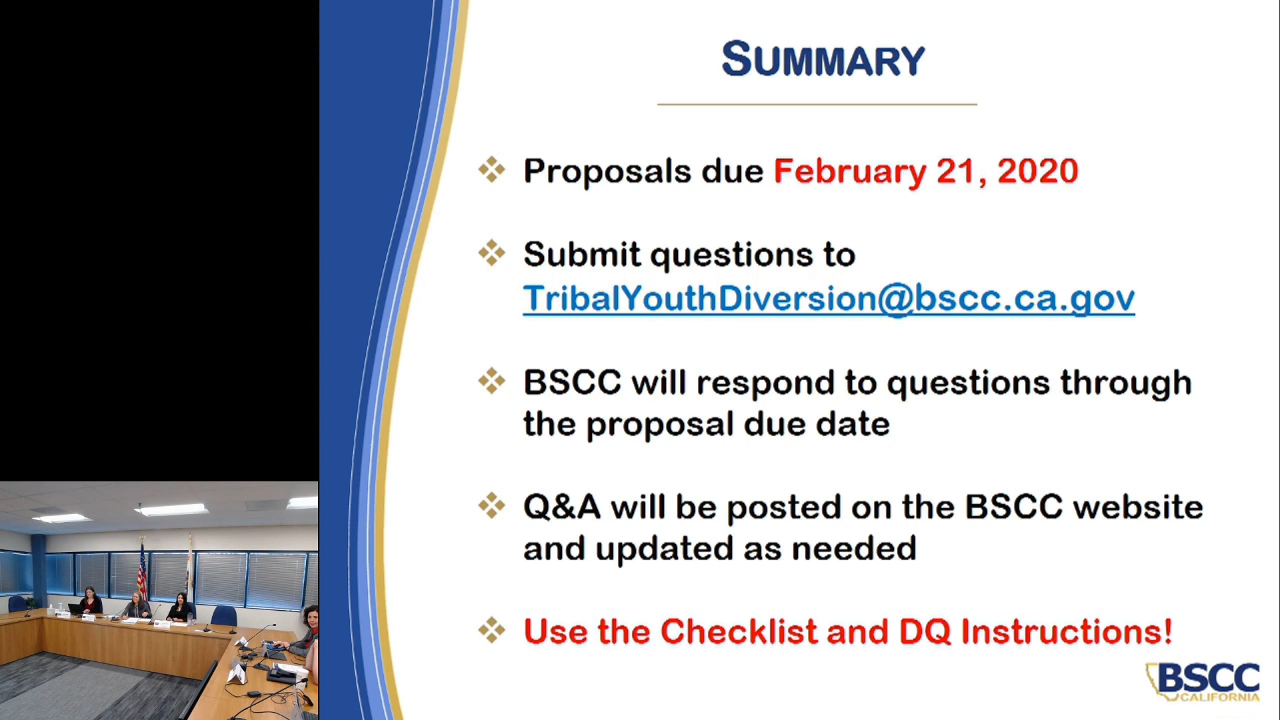 SUMMARY
Proposals due February 21, 2020
Submit questions to
TribalYouthDiversion@bscc.ca.gov
BSCC will respond to questions through
the proposal due date
Q&A will be posted on the BSCC website
and updated as needed
Use the Checklist and DQ Instructions!
BSCC
CALIFORNIA